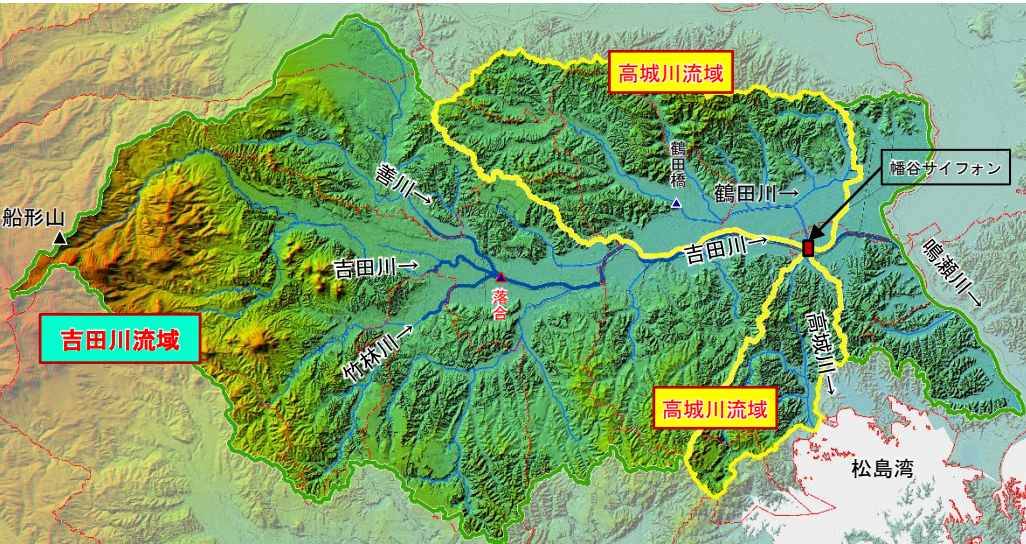 高城川流域
鶴田橋
幡谷サイフォン
善川→
鶴田川→
船形山
吉田川→
吉田川→
鳴瀬川→
落合
吉田川流域
竹林川→
高城川→
高城川流域
松島湾